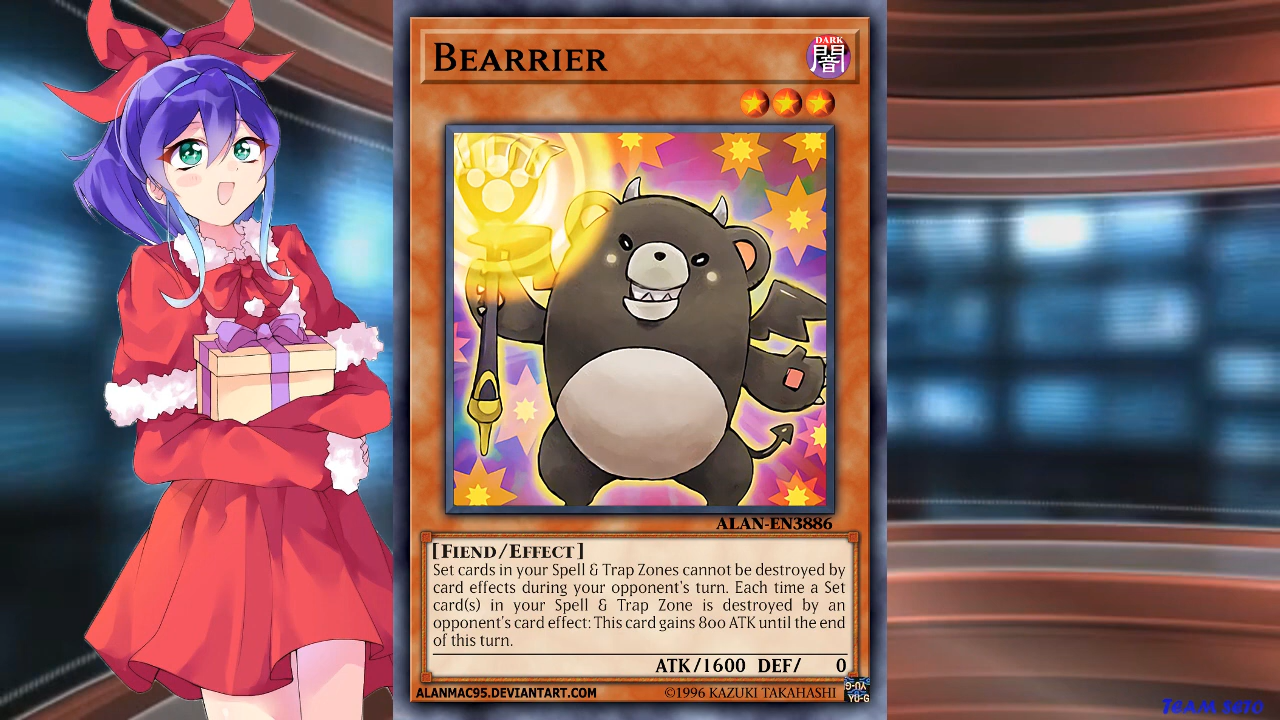 Bearrier
DARK
闇
ALAN-EN3886
[Fiend/Effect]
Set cards in your Spell & Trap Zones cannot be destroyed by
card effects during your opponent's turn. Each time a Set
card(s) in your Spell & Trap Zone is destroyed by an
opponent's card effect: This card gains 800 ATK until the end
of this turn.
ATK/1600 DEF/ 0
ALANMAC95.DEVIANTART.COM
©1996 KAZUKI TAKAHASHI
TEAM ZETO